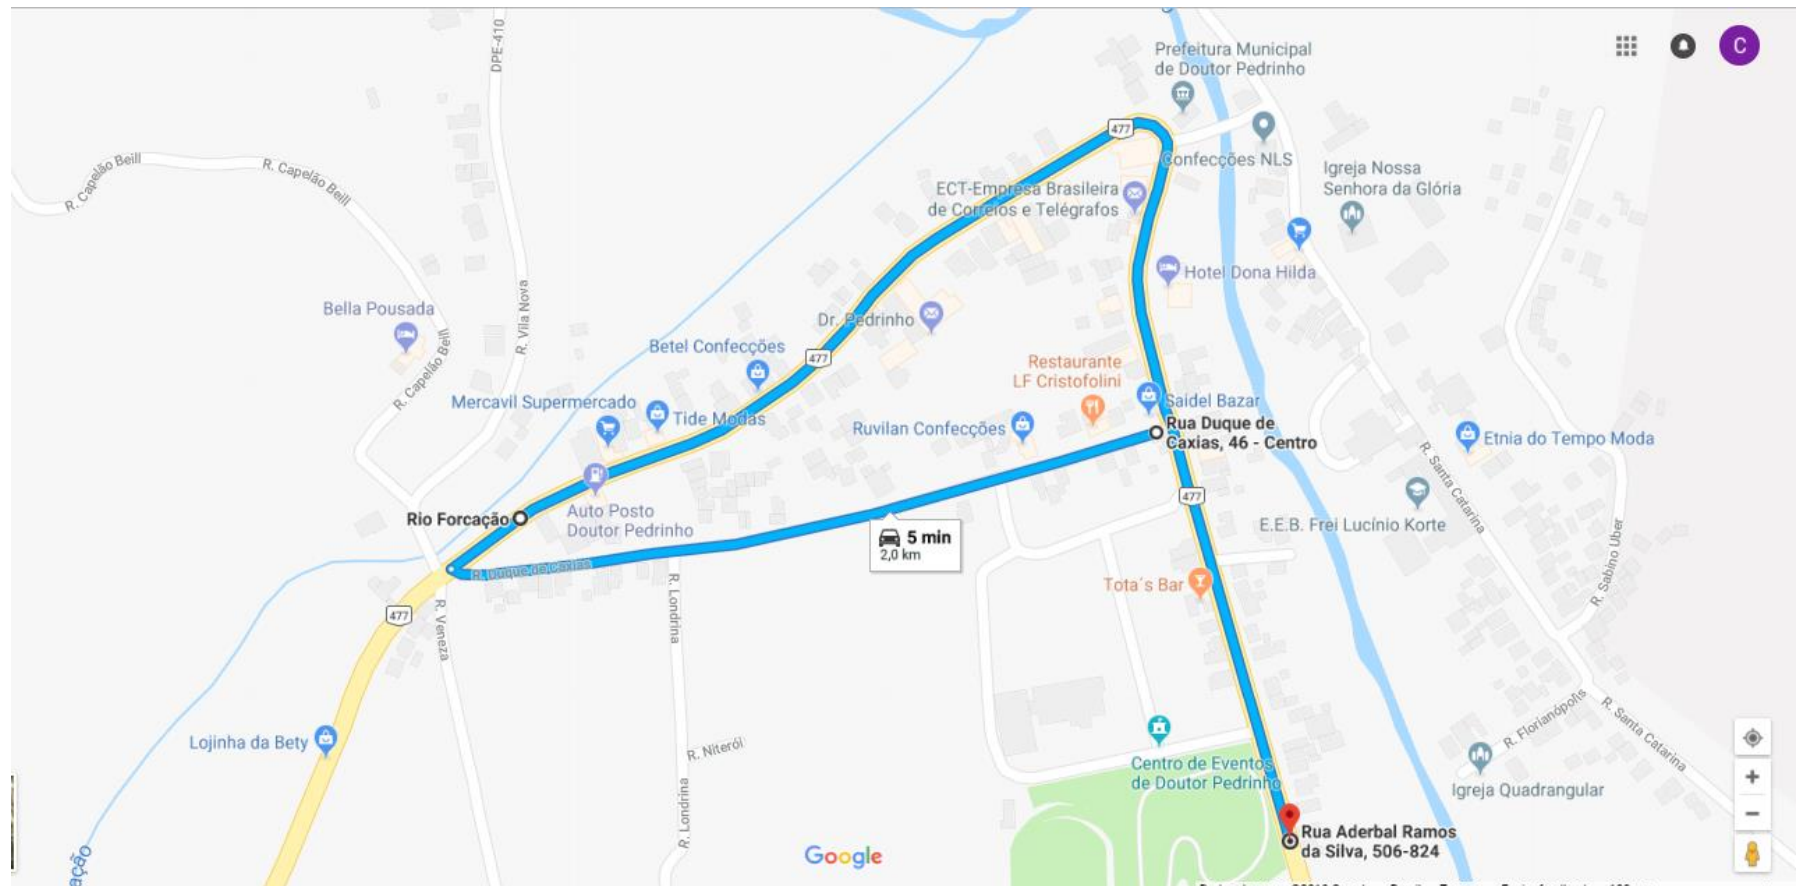 DPE-410
Prefeitura Municipal
de Doutor Pedrinho
C
477
Confecções NLS
R. Capelão Beill
R. Capelão Beill
Igreja Nossa
Senhora da Glória
ECT-Empresa Brasileira
de Correios e Telégrafos
Hotel Dona Hilda
Bella Pousada
R. Vila Nova
Dr. Pedrinho
Betel Confecções
477
R. Capelão Beill
Restaurante
LF Cristofolini
Mercavil Supermercado
Tide Modas
Saidel Bazar
Ruvilan Confecções
Rua Duque de
Caxias, 46 - Centro
Etnia do Tempo Moda
R. Santa Catarina
477
Rio Forcação
Auto Posto
Doutor Pedrinho
E.E.B. Frei Lucínio Korte
5 min
2,0 km
R. Duque de Caxias
R. Sabino Uber
Tota´s Bar
477
R. Veneza
R. Londrina
R. Florianópolis
R. Santa Catarina
Lojinha da Bety
R. Niterói
Centro de Eventos
de Doutor Pedrinho
Igreja Quadrangular
R. Londrina
Rua Aderbal Ramos
da Silva, 506-824
Google
ação